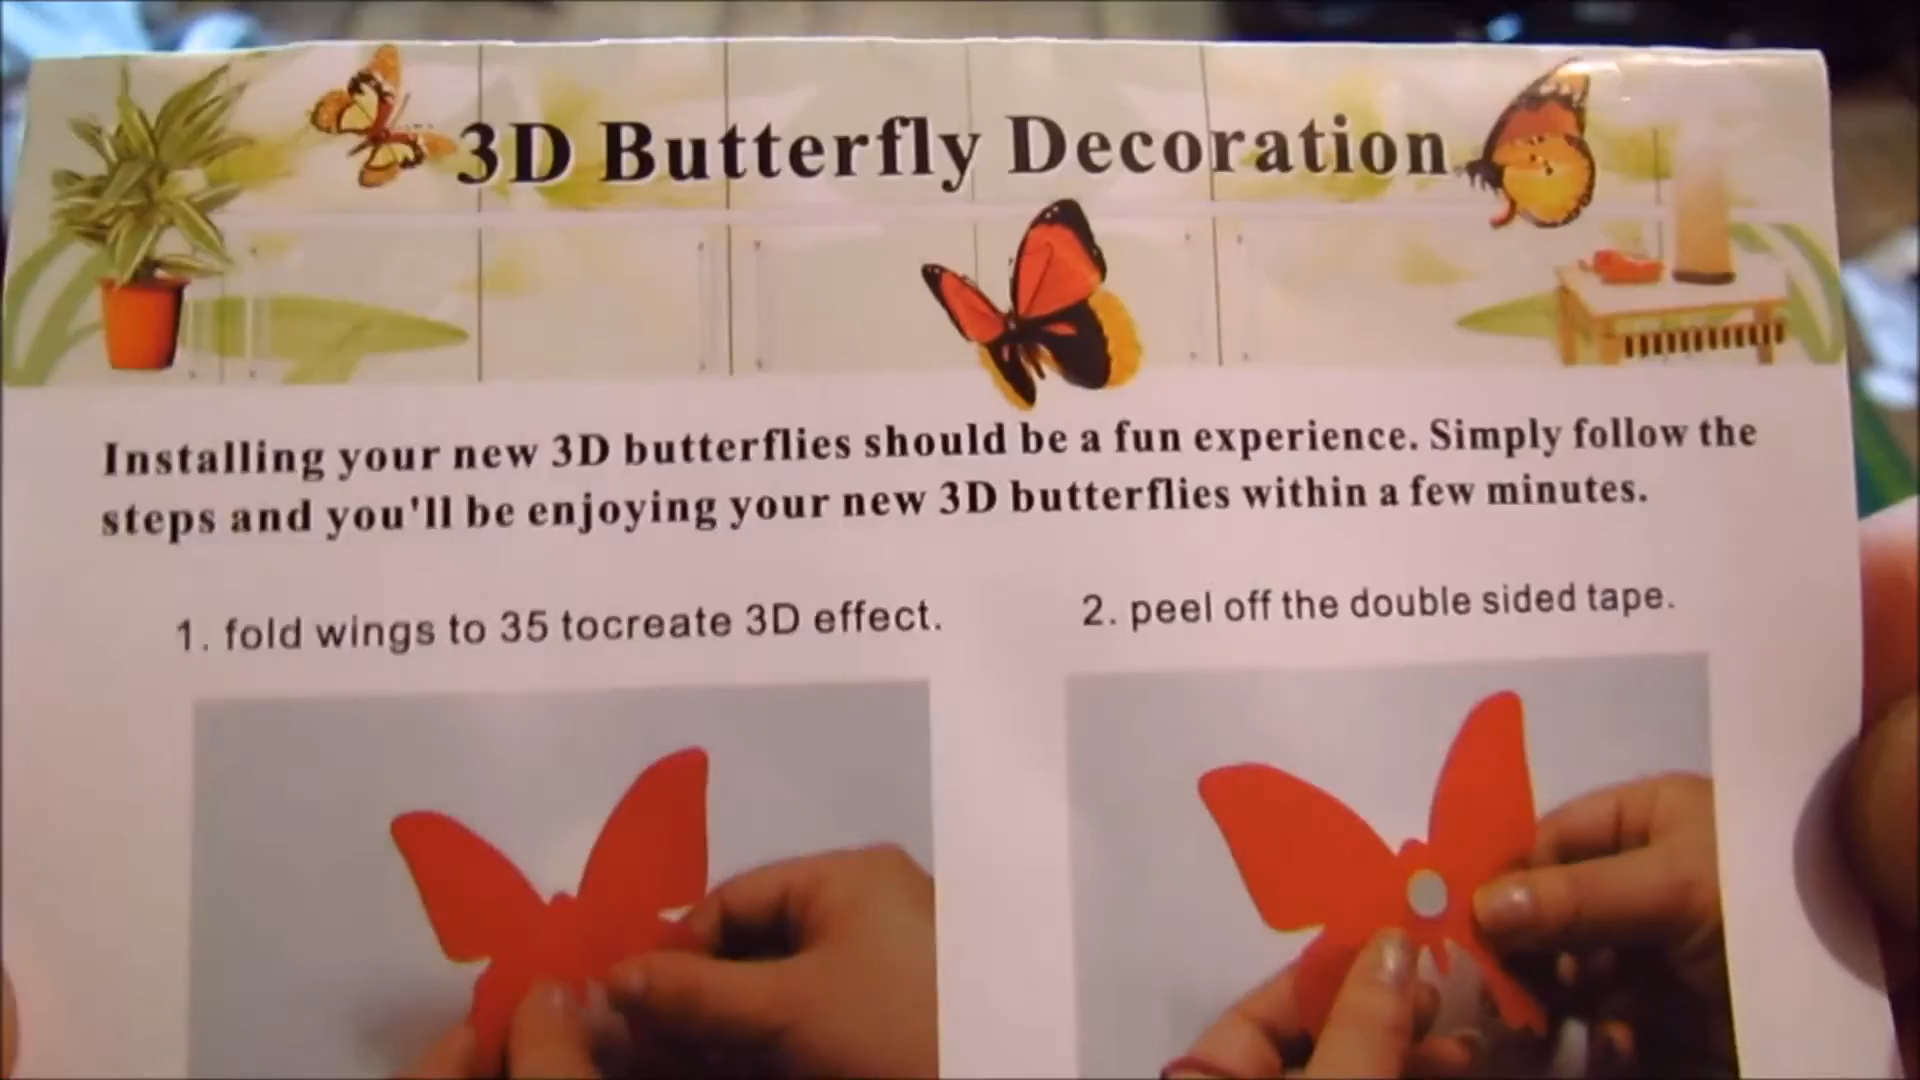 3D Butterfly Decoration
Installing your new 3D butterflies should be a fun experience. Simply follow the
steps and you'll be enjoying your new 3D butterflies within a few minutes.
1. fold wings to 35 tocreate 3D effect.
2. peel off the double sided tape.